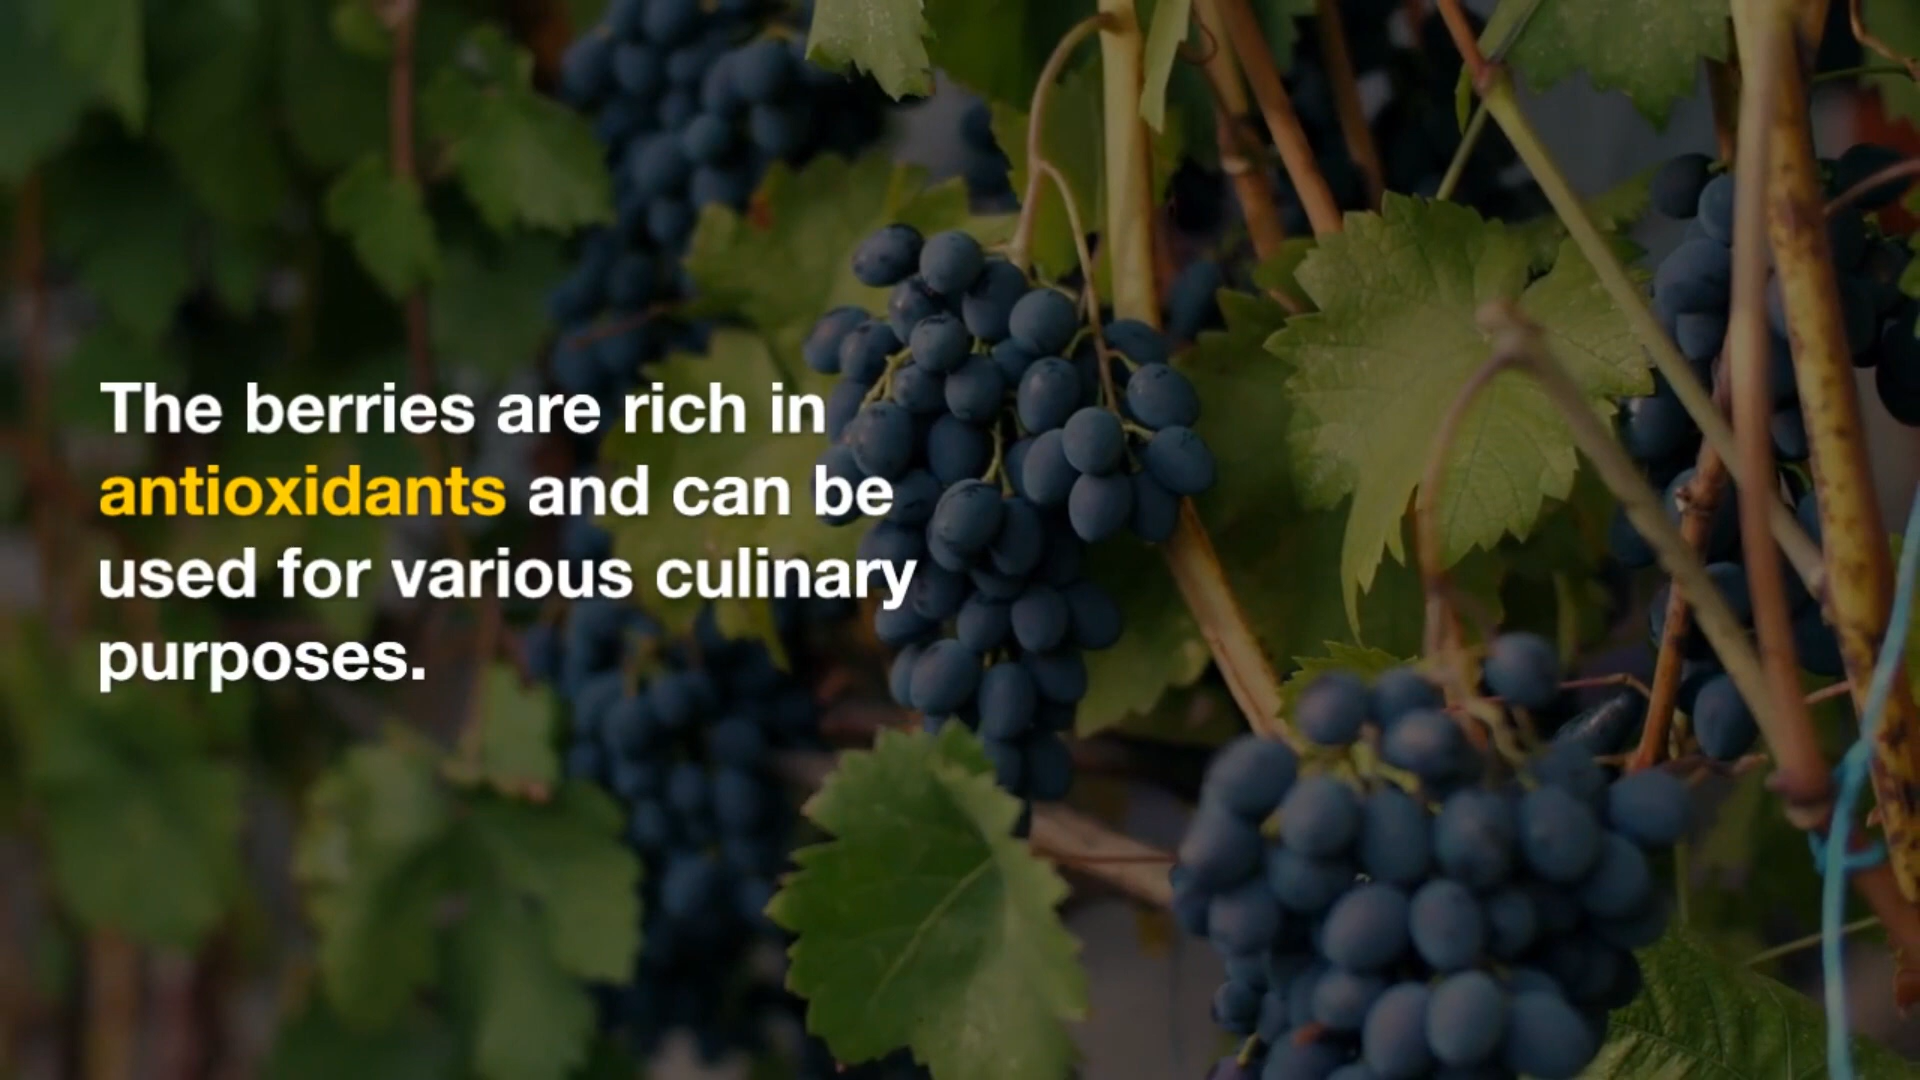 The berries are rich in
antioxidants and can be
used for various culinary
purposes.